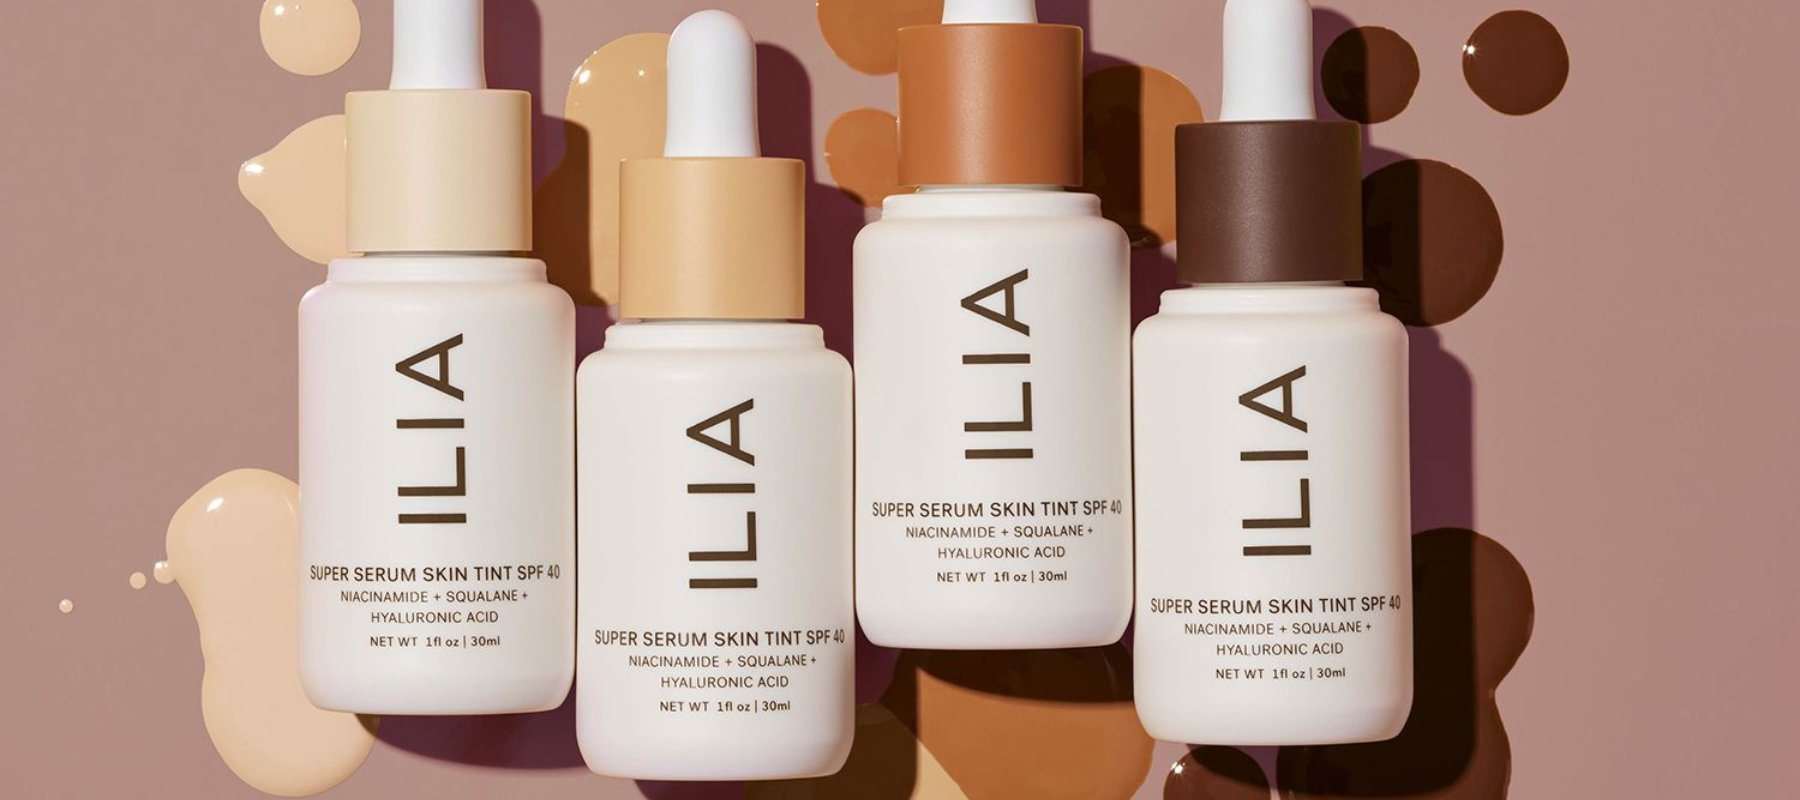 ILIA
SUPER SERUM SKIN TINT SPF 40
NIACINAMIDE + SQUALANE +
HYALURONIC ACID
NET WT 1fl oz | 30ml
ILIA
SUPER SERUM SKIN TINT SPF 40
NIACINAMIDE + SQUALANE +
HYALURONIC ACID
NET WT 1fl oz | 30ml
ILIA
SUPER SERUM SKIN TINT SPF 40
NIACINAMIDE + SQUALANE +
HYALURONIC ACID
NET WT 1fl oz | 30ml
ILIA
SUPER SERUM SKIN TINT SPF 40
NIACINAMIDE + SQUALANE +
HYALURONIC ACID
NET WT 1fl oz | 30ml